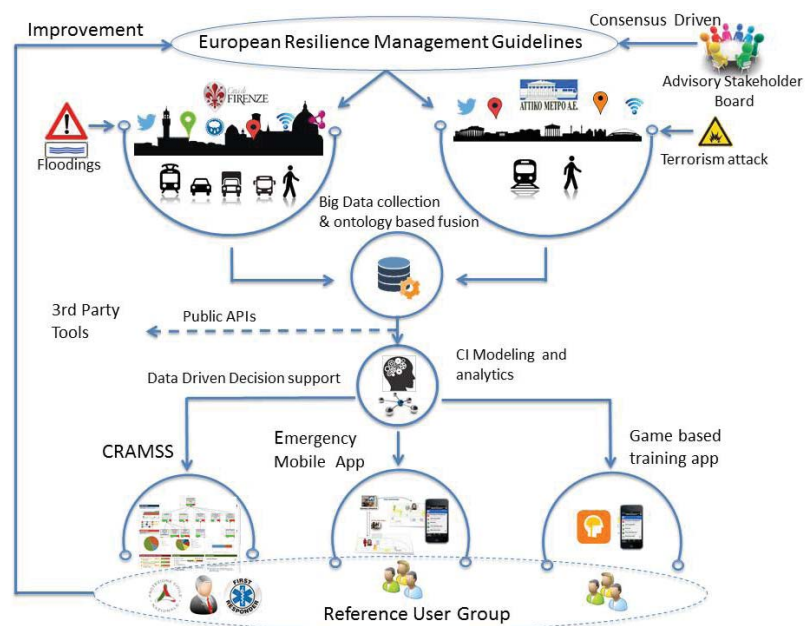 Improvement
European Resilience Management Guidelines
Consensus Driven
Advisory Stakeholder
Board
FIRENZE
ΑΤΤΙΚΟ ΜΕΤΡΟ Α.Ε.
Floodings
Terrorism attack
Big Data collection
& ontology based fusion
3rd Party
Tools
Public APIs
CI Modeling and
analytics
Data Driven Decision support
CRAMSS
Emergency
Mobile App
Game based
training app
FIRST
RESPONDER
Reference User Group